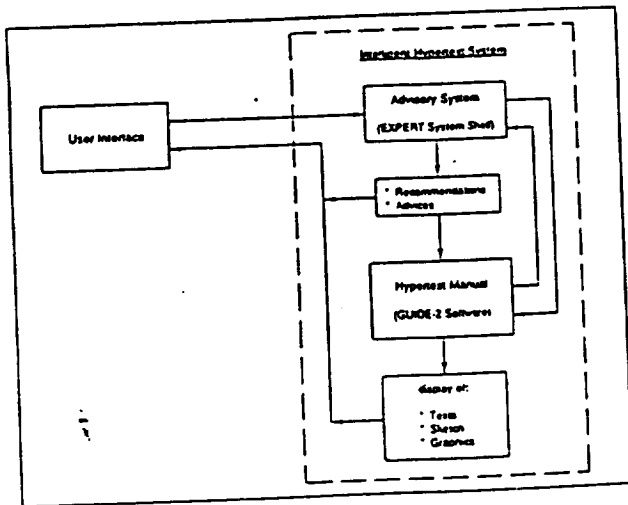 Intelligent Hypertext System
Advisory System
(EXPERT System Shell)
User Interface
* Recommendations
* Advices
Hypertext Manual
(GUIDE-2 Software)
display of:
* Texts
* Sketch
* Graphics